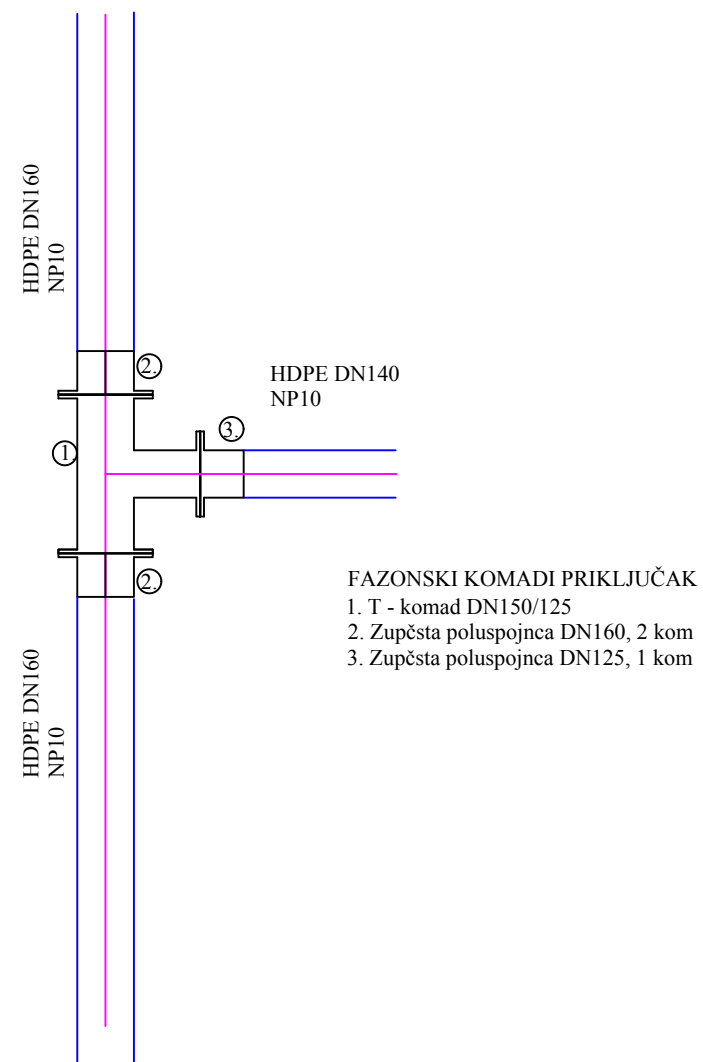 HDPE DN160
NP10
2.
HDPE DN140
NP10
3.
1.
2.
FAZONSKI KOMADI PRIKLJUČAK
1. T - komad DN150/125
2. Zupčsta poluspojnca DN160, 2 kom
3. Zupčsta poluspojnca DN125, 1 kom
HDPE DN160
NP10